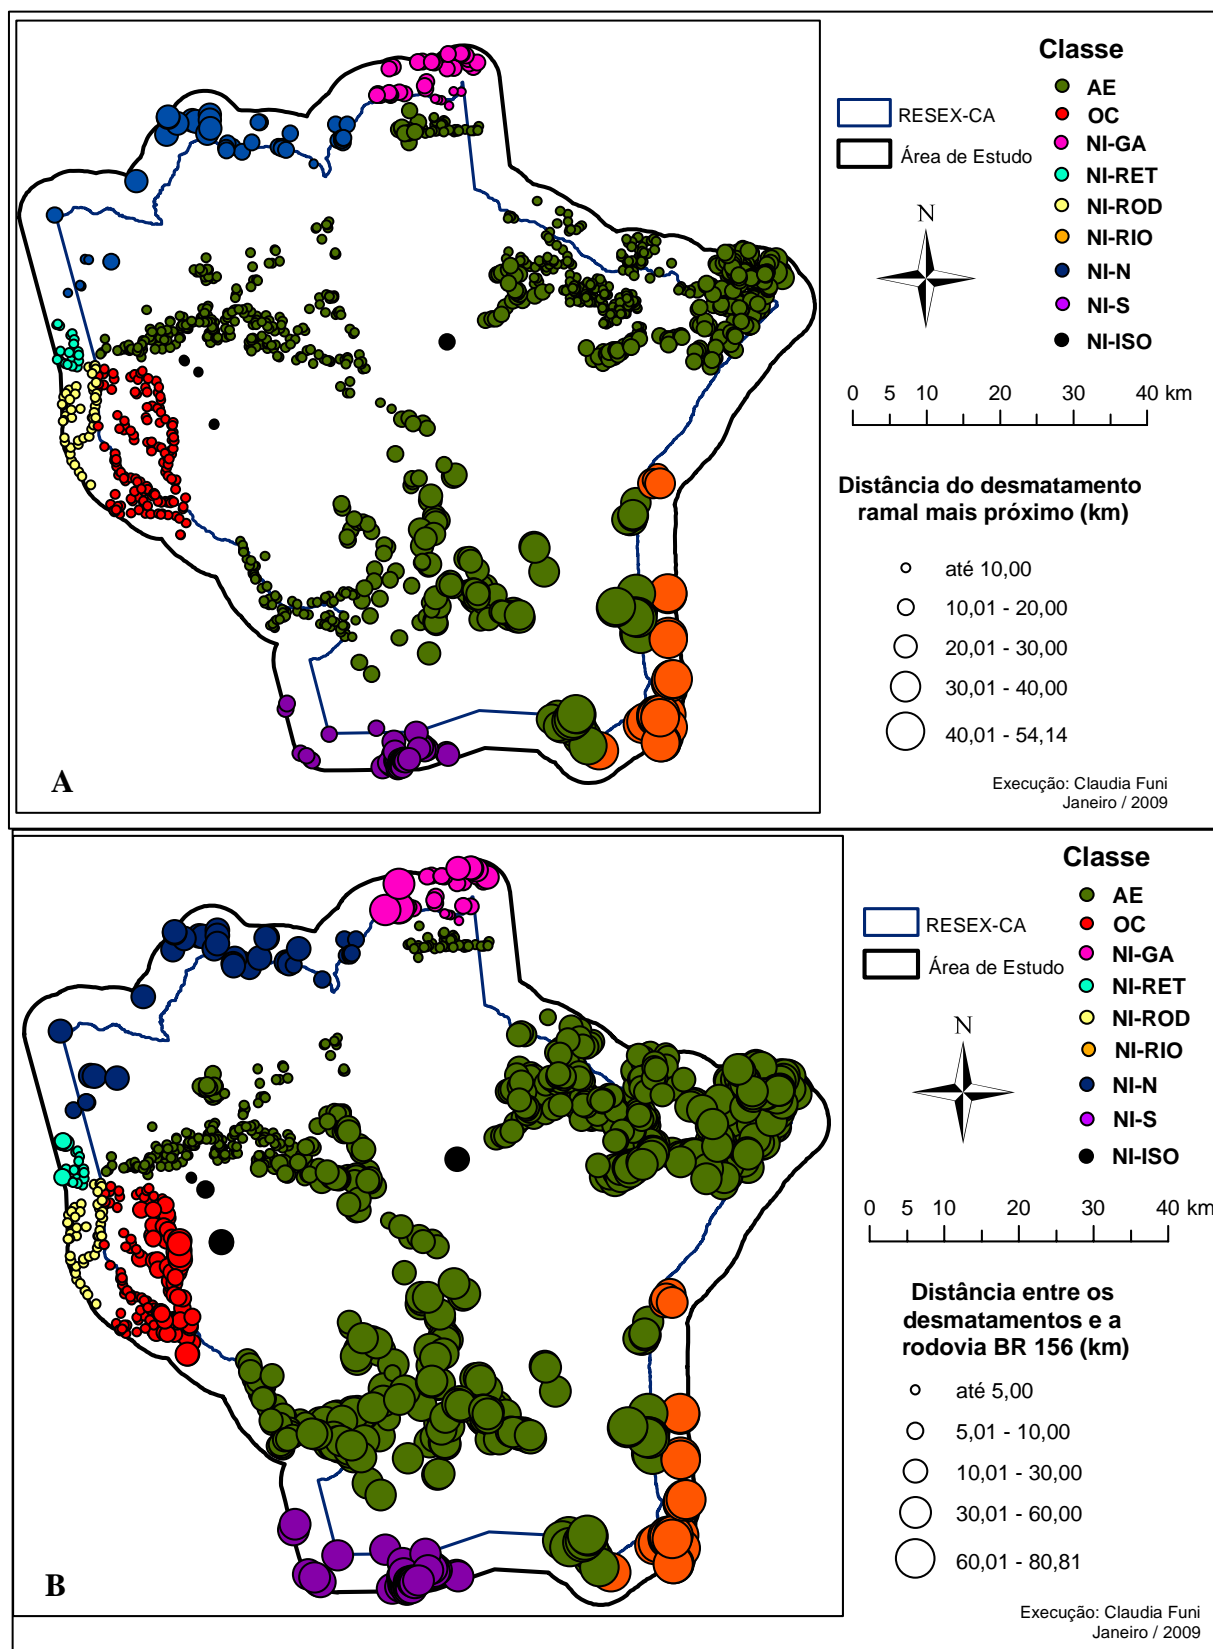 Classe
AE
OC
NI-GA
NI-RET
NI-ROD
NI-RIO
NI-N
NI-S
NI-ISO
RESEX-CA
Área de Estudo
N
0 5 10 20 30 40 km
Distância do desmatamento
ramal mais próximo (km)
até 10,00
10,01 - 20,00
20,01 - 30,00
30,01 - 40,00
40,01 - 54,14
Execução: Claudia Funi
Janeiro / 2009
A
Classe
AE
OC
NI-GA
NI-RET
NI-ROD
NI-RIO
NI-N
NI-S
NI-ISO
RESEX-CA
Área de Estudo
N
0 5 10 20 30 40 km
Distância entre os
desmatamentos e a
rodovia BR 156 (km)
até 5,00
5,01 - 10,00
10,01 - 30,00
30,01 - 60,00
60,01 - 80,81
Execução: Claudia Funi
Janeiro / 2009
B